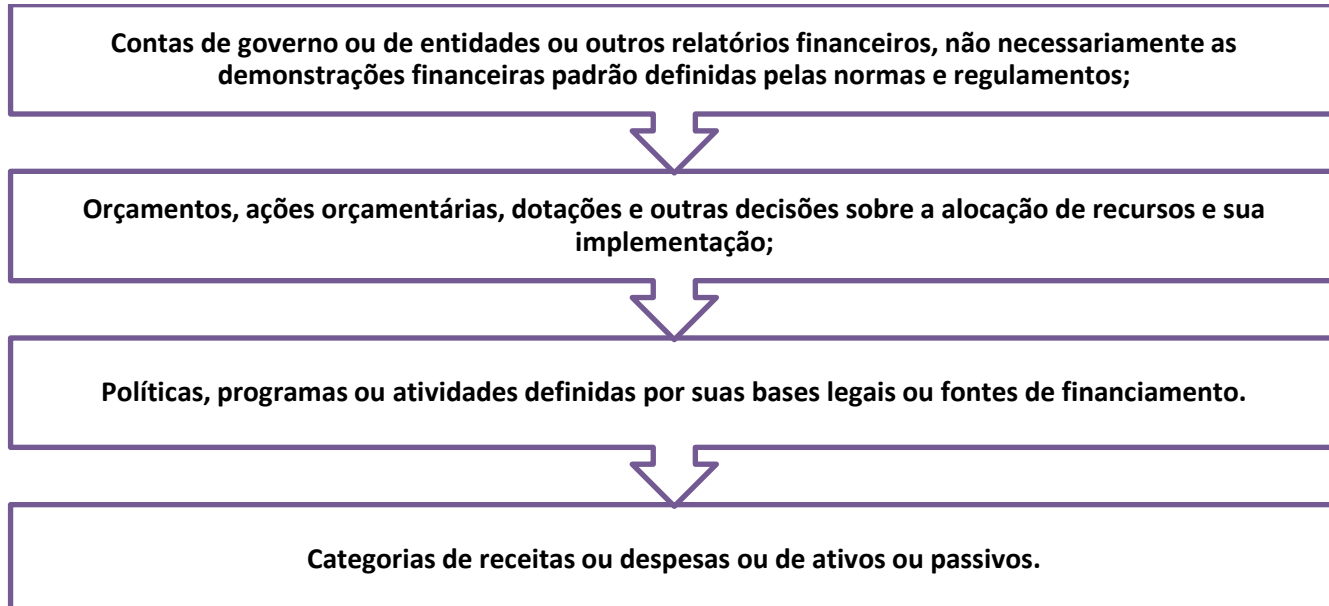 Contas de governo ou de entidades ou outros relatórios financeiros, não necessariamente as
demonstrações financeiras padrão definidas pelas normas e regulamentos;
Orçamentos, ações orçamentárias, dotações e outras decisões sobre a alocação de recursos e sua
implementação;
Políticas, programas ou atividades definidas por suas bases legais ou fontes de financiamento.
Categorias de receitas ou despesas ou de ativos ou passivos.